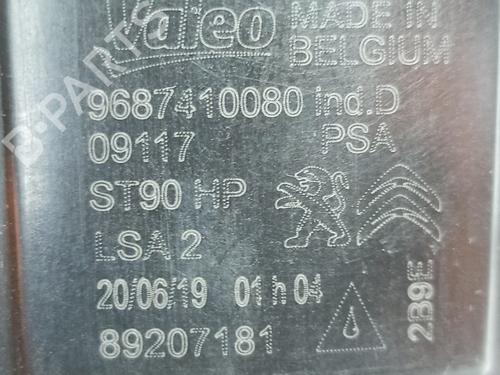 Valeo MADE IN
BELGIUM
9687410080 ind.D
09117 PSA
ST90 HP
LSA 2
20/06/19 01 h 04
89207181
2B9E
B-PARTS